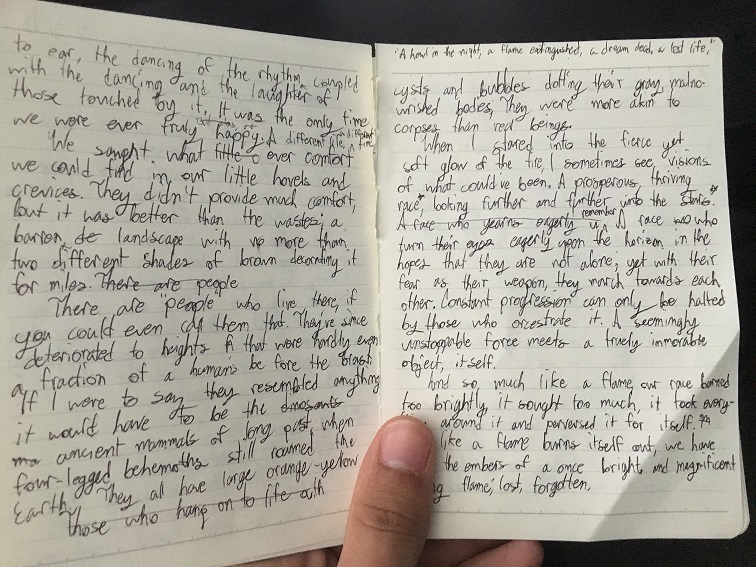 to ear, the dancing of the rhythm, coupled
with the dancing and the laughter of
those touched by it, It was the only time
we were ever truly happy. A different life, a different time.
We saught what little o ever comfort
we could find in our little hovels and
crevices. They didn't provide much comfort,
but it was better than the wastes; a
barren, de landscape with no more than
two different shades of brown decorating it
for miles. There are people
There are "people" who live there, if
you could even call them that. They've since
deteriorated to heights that were hardly even
a fraction of a humans before the blast.
If I were to say they resembled anything
it would have to be the
ancient mammals of long past, when
four-legged behemoths still roamed the
Earth. They all have large orange-yellow
those who hang on to life with
"A howl in the night, a flame extinguished, a dream dead, a lost life,"
cysts and bubbles dotting their gray, malno-
urished bodies, They were more akin to
corpses than real beings.
When I stared into the fierce yet
soft glow of the fire, I sometimes see, visions
of what could've been. A prosperous, thriving
race, looking further and further into the stars.
A race who yearns eagerly u remember A race who
turn their eyes eagerly upon the horizon in the
hopes that they are not alone, yet with their
fear as their weapon, they march towards each
other. Constant progression can only be halted
by those who orcestrate it. A seemingly
unstoppable force meets a truely immovable
object, itself.
And so, much like a flame, our race burned
too brightly, it sought too much, it took every-
around it and perversed it for itself.
like a flame burns itself out, we have
the embers of a once bright, and magnificent
flame; lost, forgotten.